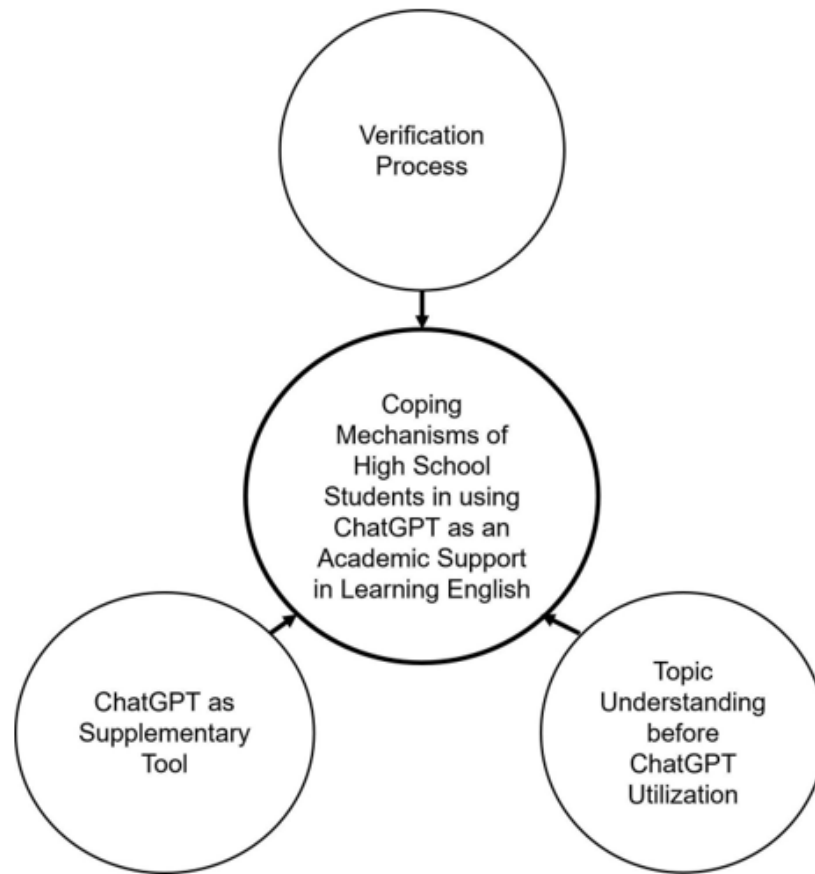 Verification
Process
Coping
Mechanisms of
High School
Students in using
ChatGPT as an
Academic Support
in Learning English
ChatGPT as
Supplementary
Tool
Topic
Understanding
before
ChatGPT
Utilization